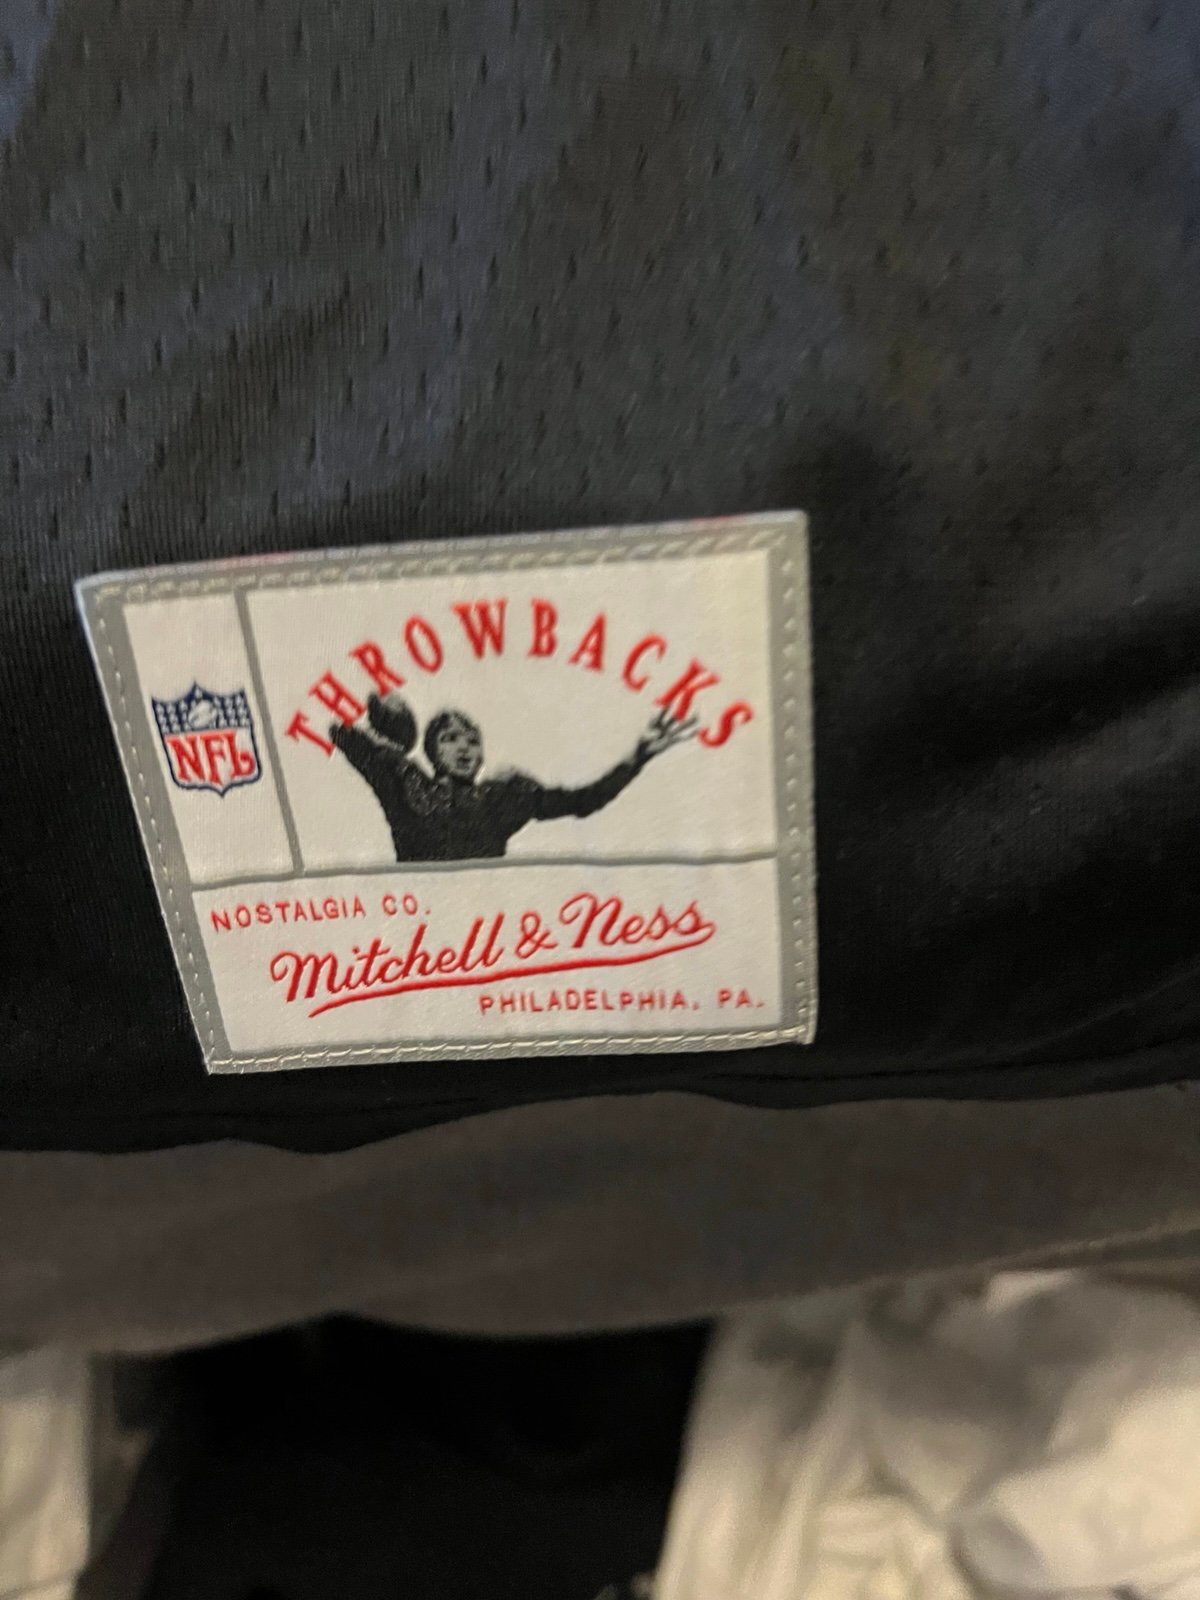 THROWBACKS
NFL
NOSTALGIA CO.
Mitchell & Ness
PHILADELPHIA, PA.